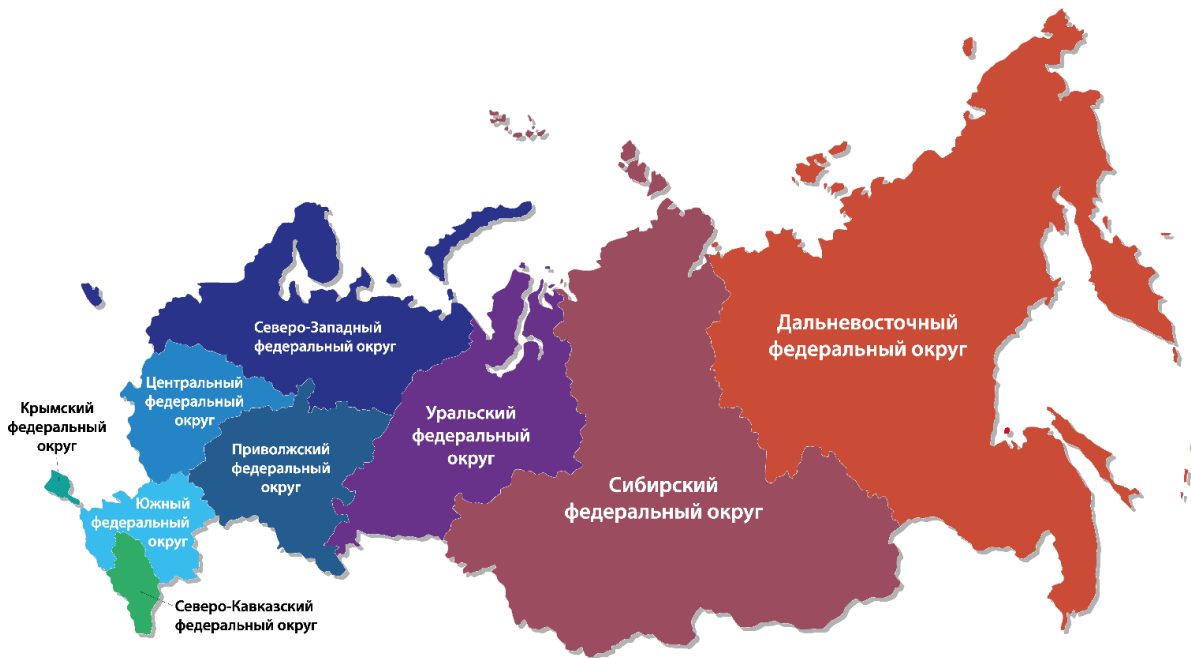 Северо-Западный
федеральный округ
Центральный
федеральный
округ
Крымский
федеральный
округ
Приволжский
федеральный
округ
Южный
федеральный
округ
Северо-Кавказский
федеральный округ
Уральский
федеральный
округ
Сибирский
федеральный округ
Дальневосточный
федеральный округ